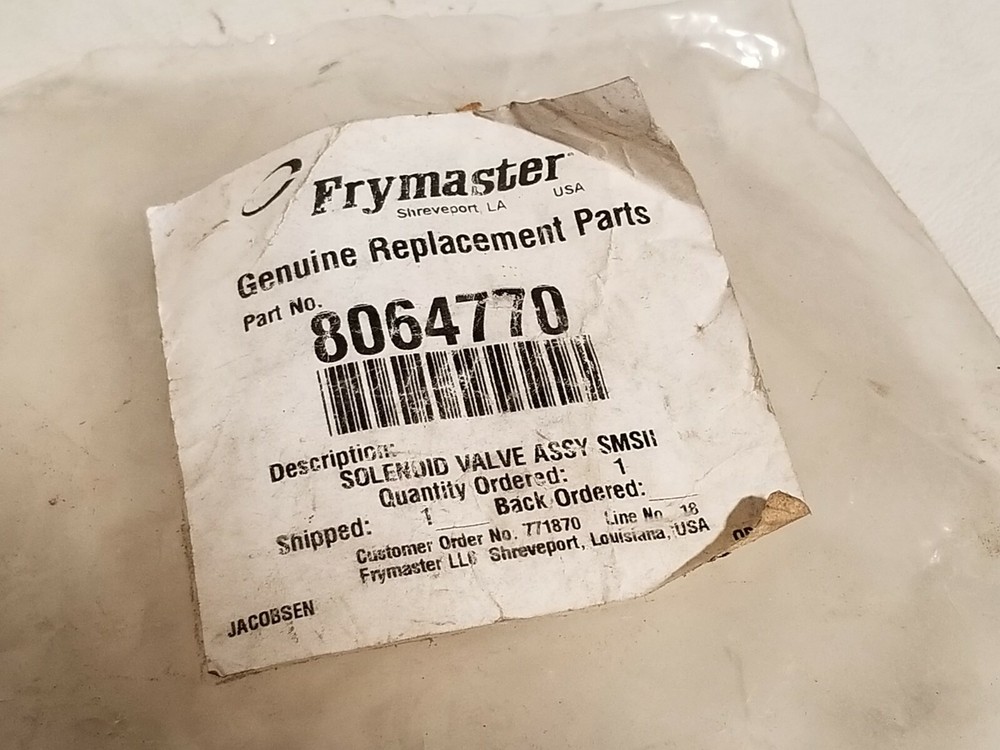 Frymaster
Shreveport, LA USA
Genuine Replacement Parts
Part No.
8064770
Description:
SOLENOID VALVE ASSY SMSII
Quantity Ordered: 1
Shipped: 1 Back Ordered:
Customer Order No. 771870 Line No. 18
Frymaster LLC Shreveport, Louisiana, USA
JACOBSEN